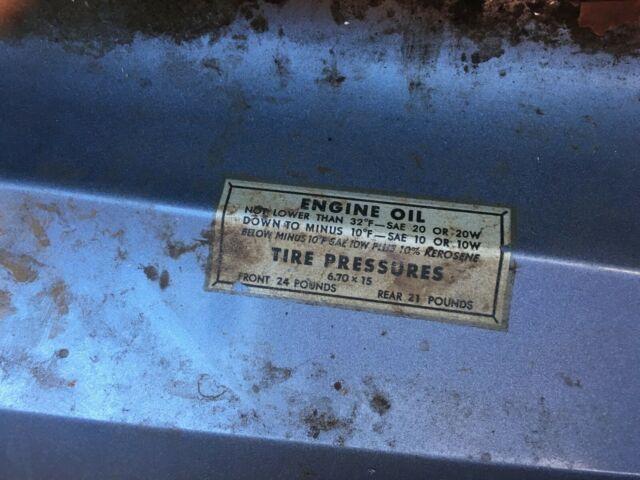 ENGINE OIL
NOT LOWER THAN 32°F—SAE 20 OR 20W
DOWN TO MINUS 10°F—SAE 10 OR 10W
BELOW MINUS 10°F SAE 10W PLUS 10% KEROSENE
TIRE PRESSURES
6.70 x 15
FRONT 24 POUNDS REAR 21 POUNDS